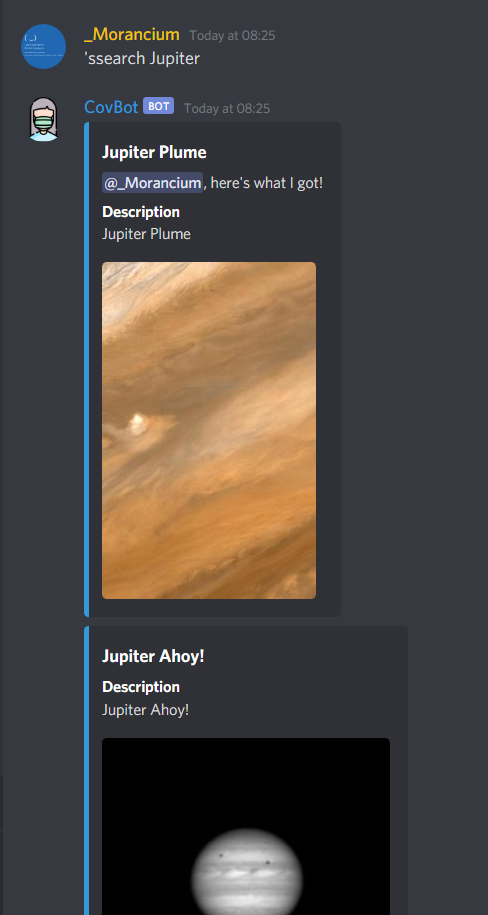 _Morancium Today at 08:25
'ssearch Jupiter
CovBot BOT Today at 08:25
Jupiter Plume
@_Morancium, here's what I got!
Description
Jupiter Plume
Jupiter Ahoy!
Description
Jupiter Ahoy!